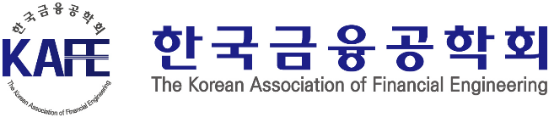 한국금융공학회
KAFE
The Korean Association of Financial Engineering
한국금융공학회
The Korean Association of Financial Engineering